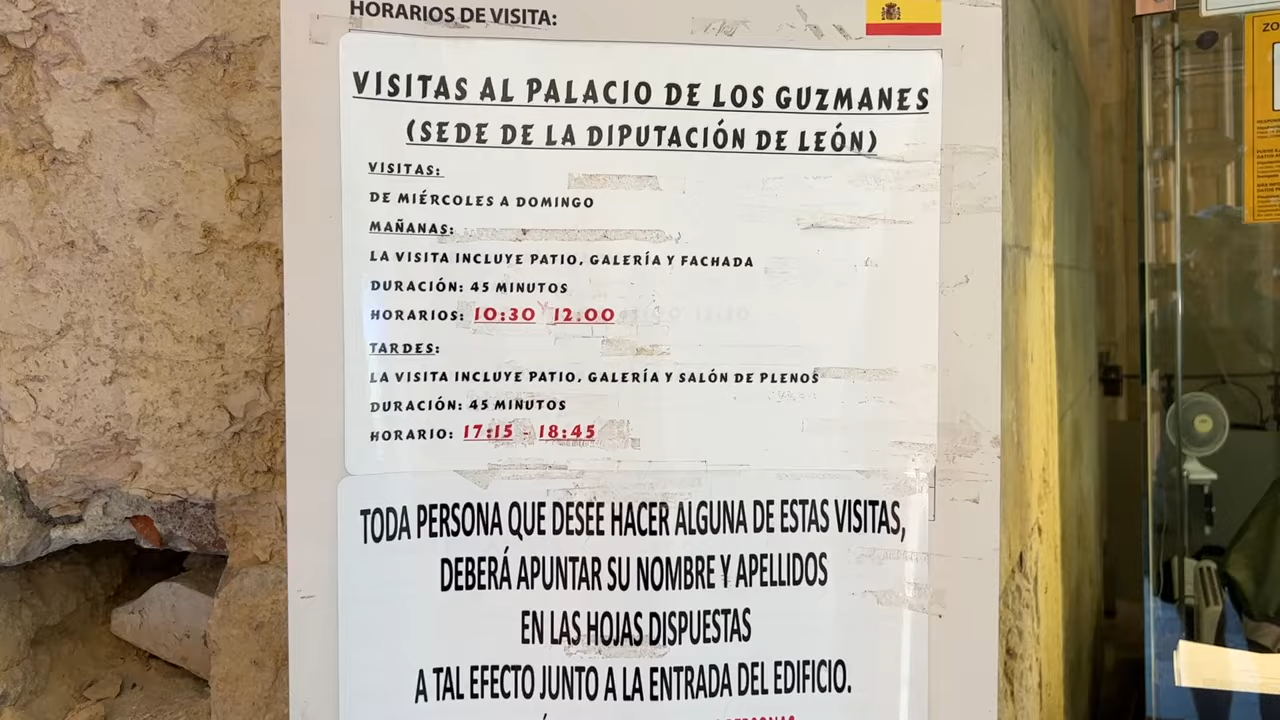 HORARIOS DE VISITA:
VISITAS AL PALACIO DE LOS GUZMANES
(SEDE DE LA DIPUTACIÓN DE LEÓN)
VISITAS:
DE MIÉRCOLES A DOMINGO
MAÑANAS:
LA VISITA INCLUYE PATIO, GALERÍA Y FACHADA
DURACIÓN: 45 MINUTOS
HORARIOS: 10:30 Y 12.00
TARDES:
LA VISITA INCLUYE PATIO, GALERÍA Y SALÓN DE PLENOS
DURACIÓN: 45 MINUTOS
HORARIO: 17:15 - 18:45
TODA PERSONA QUE DESEE HACER ALGUNA DE ESTAS VISITAS,
DEBERÁ APUNTAR SU NOMBRE Y APELLIDOS
EN LAS HOJAS DISPUESTAS
A TAL EFECTO JUNTO A LA ENTRADA DEL EDIFICIO.
PERSONAS
ZO